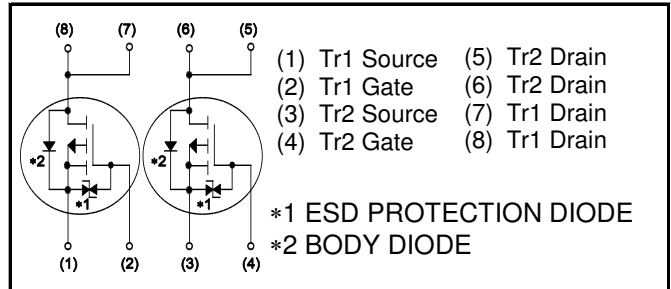 (8) (7) (6) (5)
(1) Tr1 Source (5) Tr2 Drain
(2) Tr1 Gate (6) Tr2 Drain
(3) Tr2 Source (7) Tr1 Drain
(4) Tr2 Gate (8) Tr1 Drain
*2 *2
*1 *1
∗1 ESD PROTECTION DIODE
∗2 BODY DIODE
(1) (2) (3) (4)